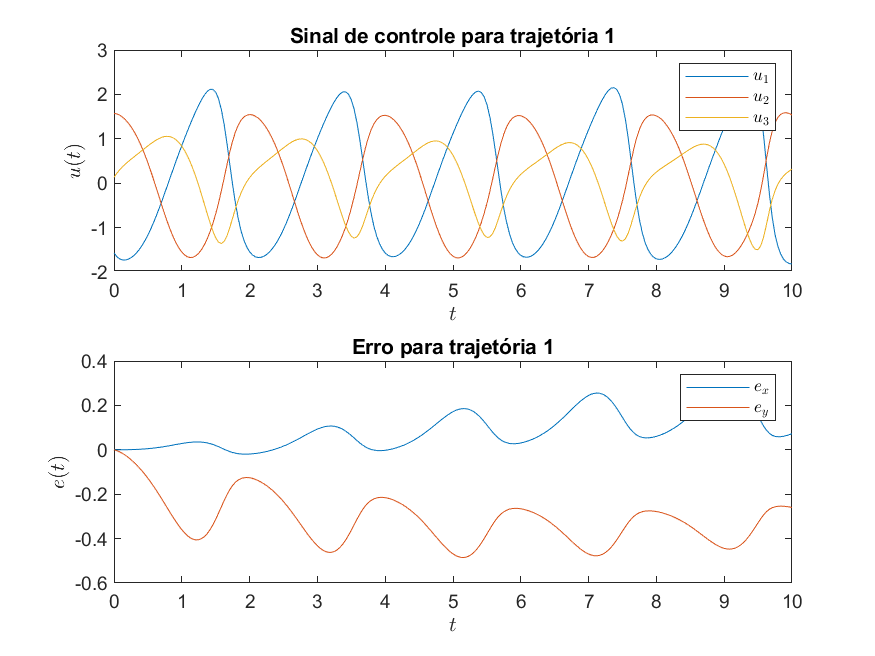 Sinal de controle para trajetória 1
u(t)
3
2
1
0
-1
-2
u₁
u₂
u₃
0 1 2 3 4 5 6 7 8 9 10
t
Erro para trajetória 1
e(t)
0.4
0.2
0
-0.2
-0.4
-0.6
eₓ
e_y
0 1 2 3 4 5 6 7 8 9 10
t